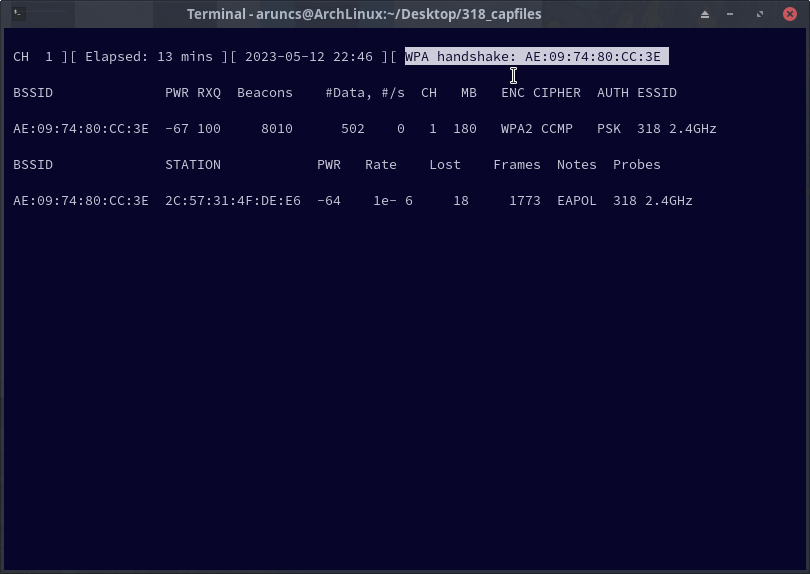 Terminal - aruncs@ArchLinux:~/Desktop/318_capfiles
CH  1 ][ Elapsed: 13 mins ][ 2023-05-12 22:46 ][ WPA handshake: AE:09:74:80:CC:3E
BSSID              PWR RXQ  Beacons    #Data, #/s  CH   MB   ENC CIPHER  AUTH ESSID
AE:09:74:80:CC:3E  -67 100     8010      502    0   1  180   WPA2 CCMP   PSK  318 2.4GHz
BSSID              STATION            PWR   Rate    Lost    Frames  Notes  Probes
AE:09:74:80:CC:3E  2C:57:31:4F:DE:E6  -64    1e- 6     18     1773  EAPOL  318 2.4GHz